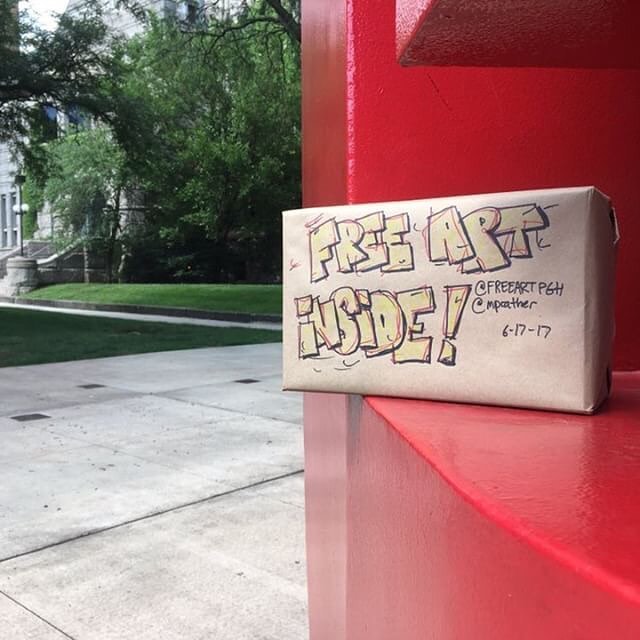 FREE ART
INSIDE!
@FREEARTPGH
@mpcather
6-17-17